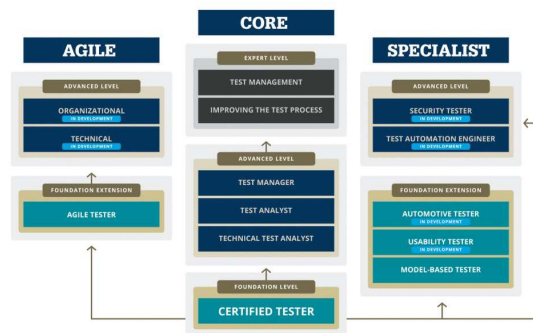 AGILE
ADVANCED LEVEL
ORGANIZATIONAL
IN DEVELOPMENT
TECHNICAL
IN DEVELOPMENT
FOUNDATION EXTENSION
AGILE TESTER
CORE
EXPERT LEVEL
TEST MANAGEMENT
IMPROVING THE TEST PROCESS
ADVANCED LEVEL
TEST MANAGER
TEST ANALYST
TECHNICAL TEST ANALYST
FOUNDATION LEVEL
CERTIFIED TESTER
SPECIALIST
ADVANCED LEVEL
SECURITY TESTER
IN DEVELOPMENT
TEST AUTOMATION ENGINEER
IN DEVELOPMENT
FOUNDATION EXTENSION
AUTOMOTIVE TESTER
IN DEVELOPMENT
USABILITY TESTER
IN DEVELOPMENT
MODEL-BASED TESTER